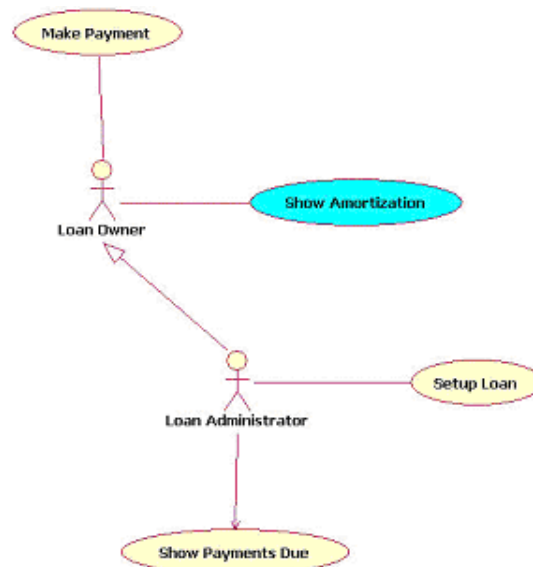 Make Payment
Show Amortization
Loan Owner
Setup Loan
Loan Administrator
Show Payments Due